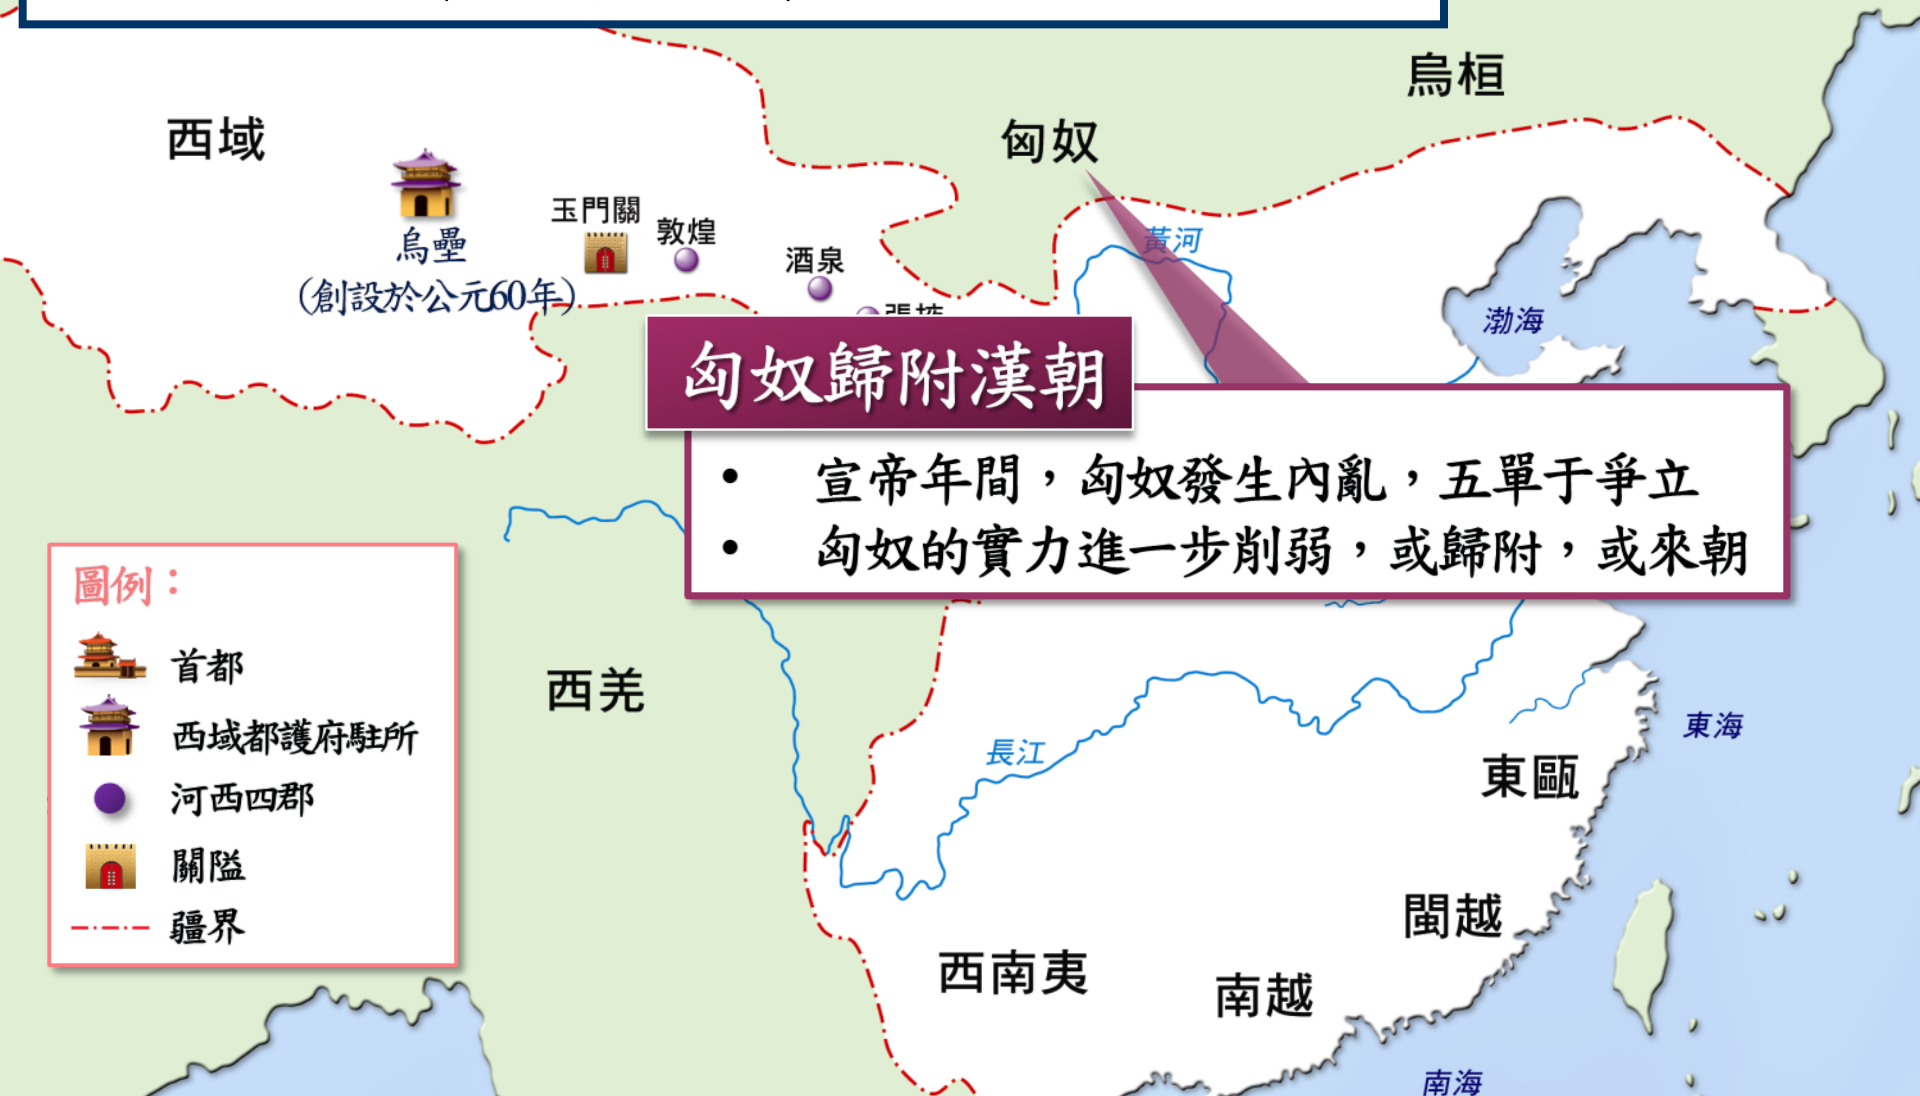 烏桓
匈奴
西域
玉門關
敦煌
烏壘
(創設於公元60年)
酒泉
黃河
渤海
匈奴歸附漢朝
• 宣帝年間，匈奴發生內亂，五單于爭立
• 匈奴的實力進一步削弱，或歸附，或來朝
圖例：
首都
西域都護府駐所
河西四郡
關隘
疆界
西羌
長江
東海
東甌
閩越
西南夷
南越
南海